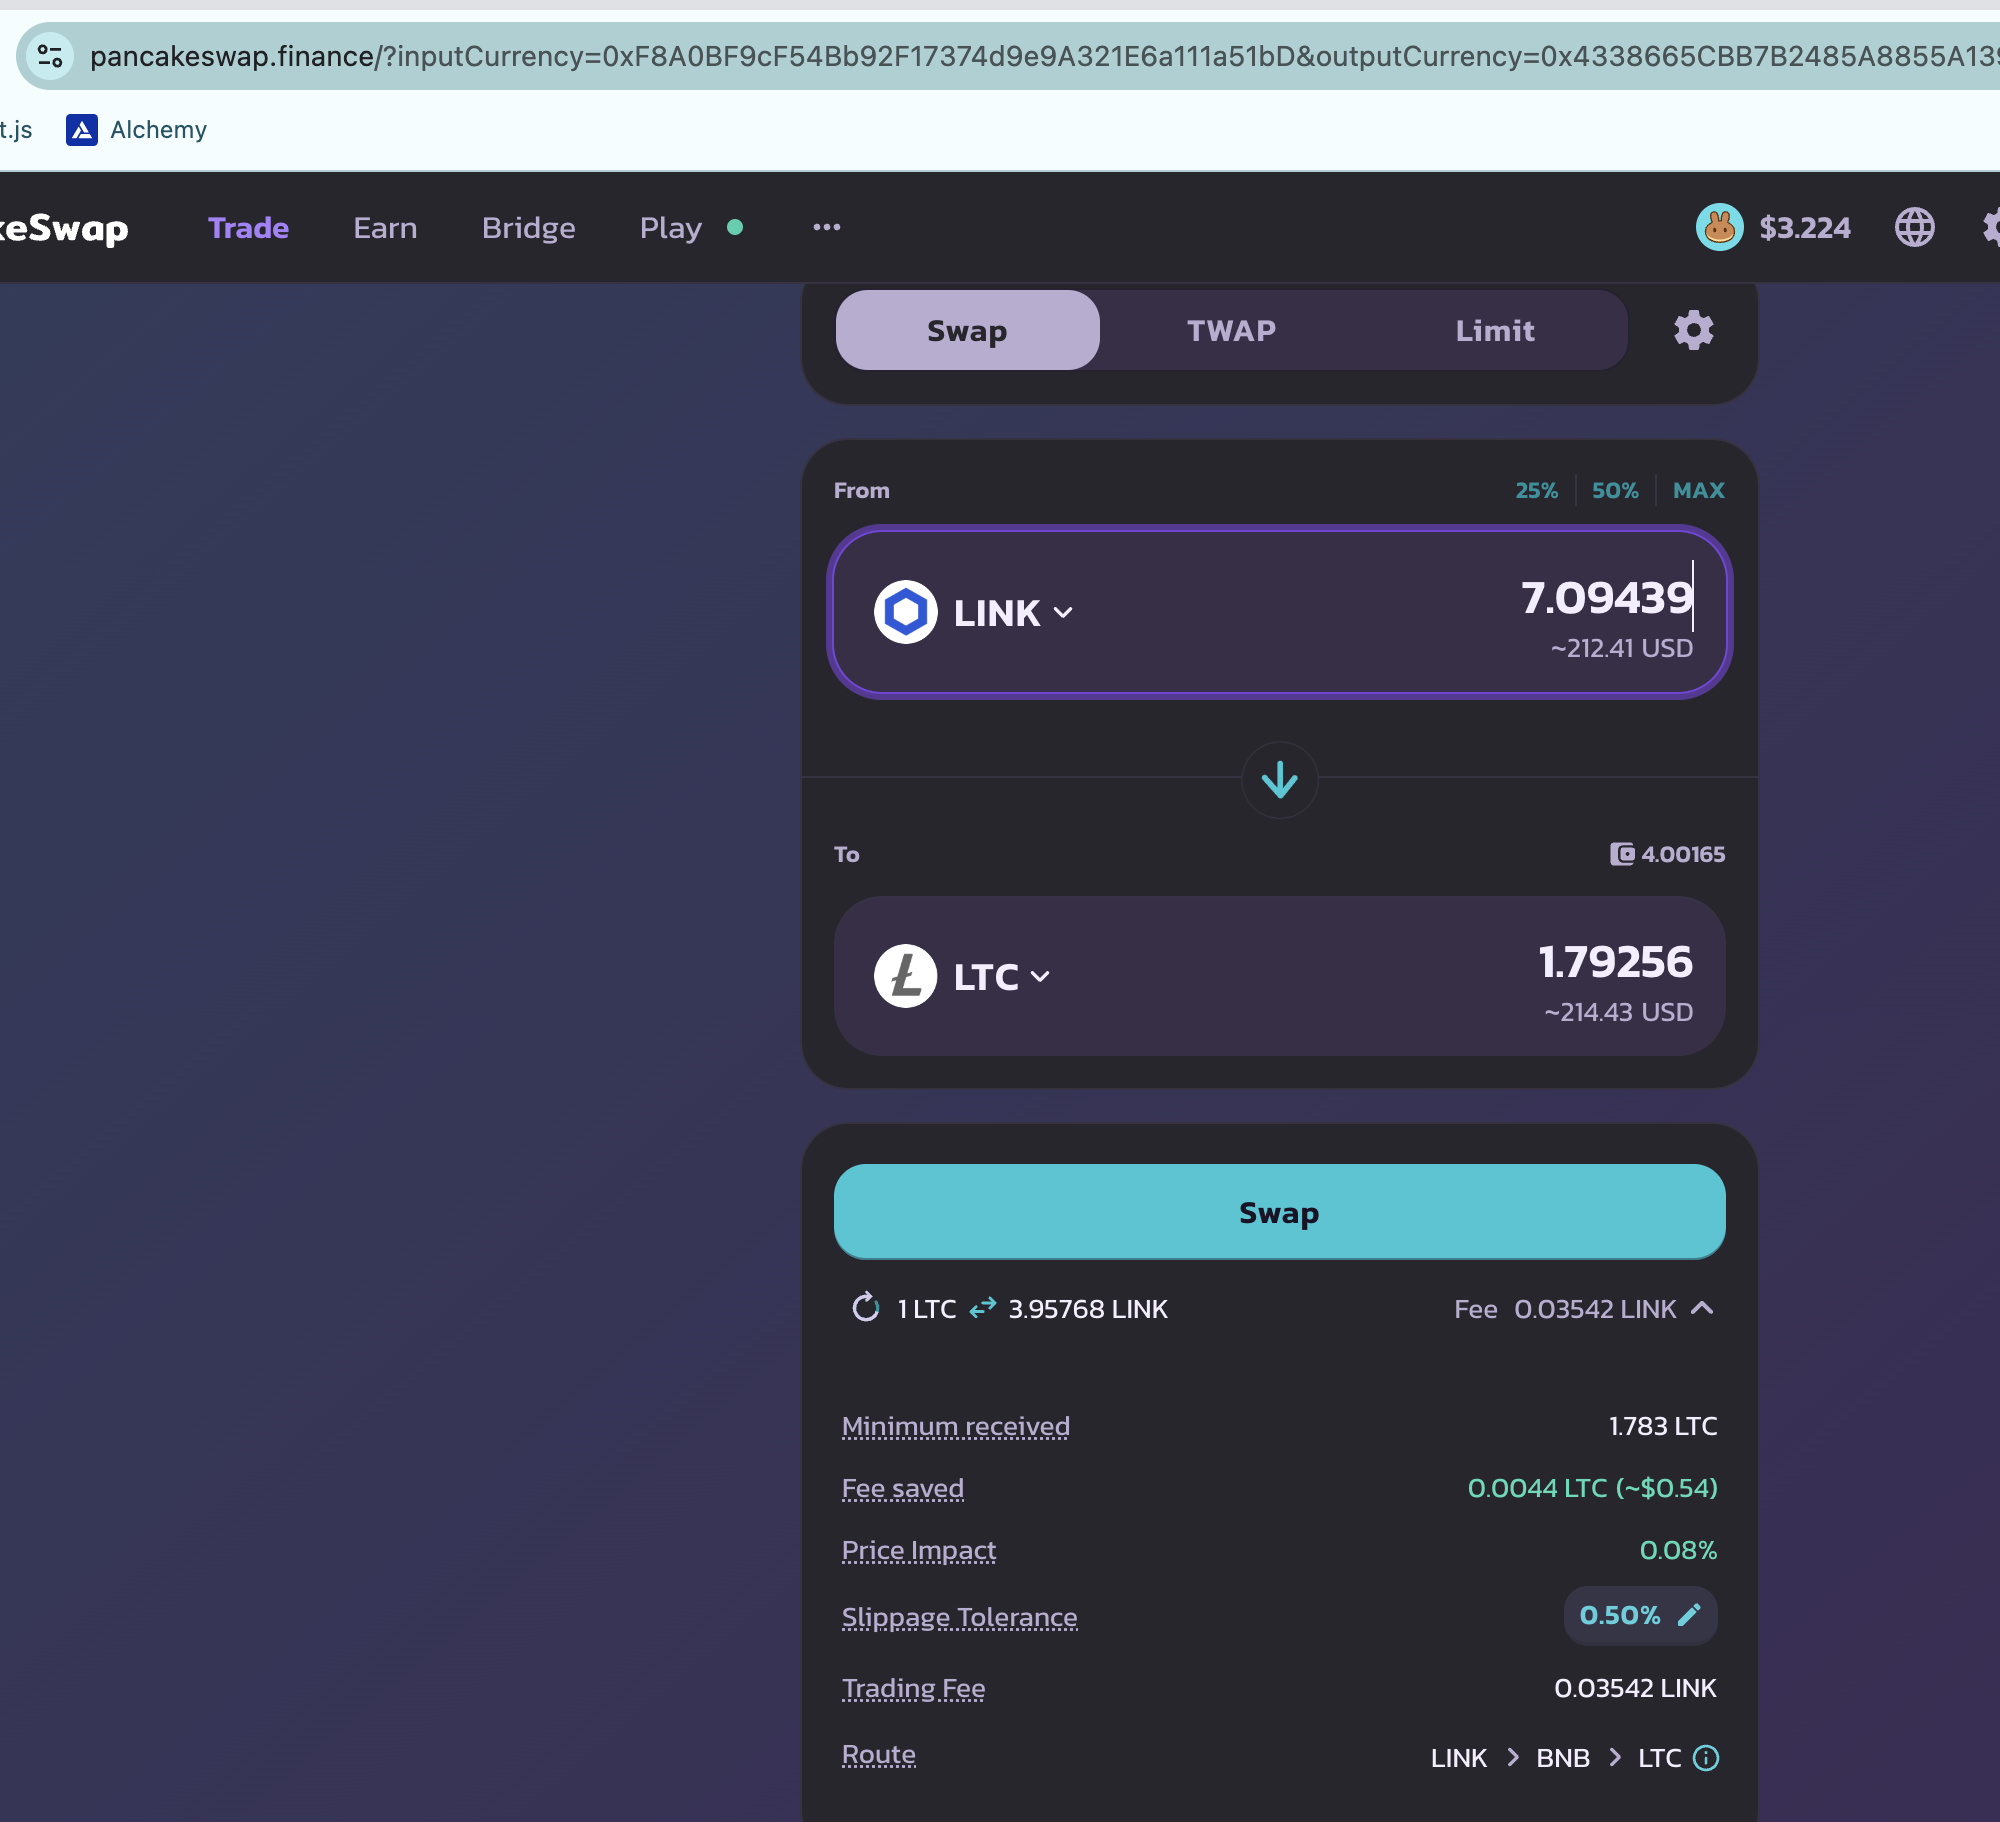 pancakeswap.finance/?inputCurrency=0xF8A0BF9cF54Bb92F17374d9e9A321E6a111a51bD&outputCurrency=0x4338665CBB7B2485A8855A139
t.js Alchemy
keSwap Trade Earn Bridge Play ••• $3.224
Swap TWAP Limit
From 25% 50% MAX
LINK 7.09439
~212.41 USD
To 4.00165
LTC 1.79256
~214.43 USD
Swap
1 LTC 3.95768 LINK Fee 0.03542 LINK
Minimum received 1.783 LTC
Fee saved 0.0044 LTC (~$0.54)
Price Impact 0.08%
Slippage Tolerance 0.50%
Trading Fee 0.03542 LINK
Route LINK > BNB > LTC